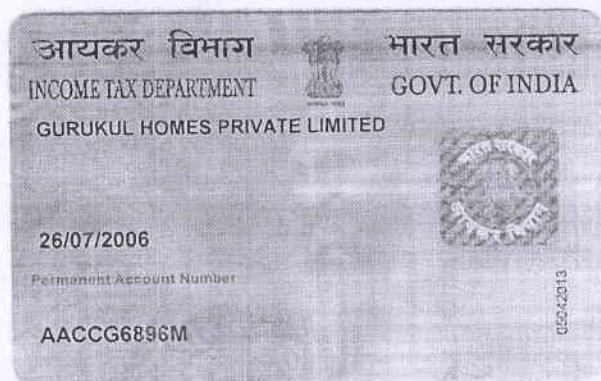 आयकर विभाग
INCOME TAX DEPARTMENT
भारत सरकार
GOVT. OF INDIA
GURUKUL HOMES PRIVATE LIMITED
26/07/2006
Permanent Account Number
AACCG6896M
05042013